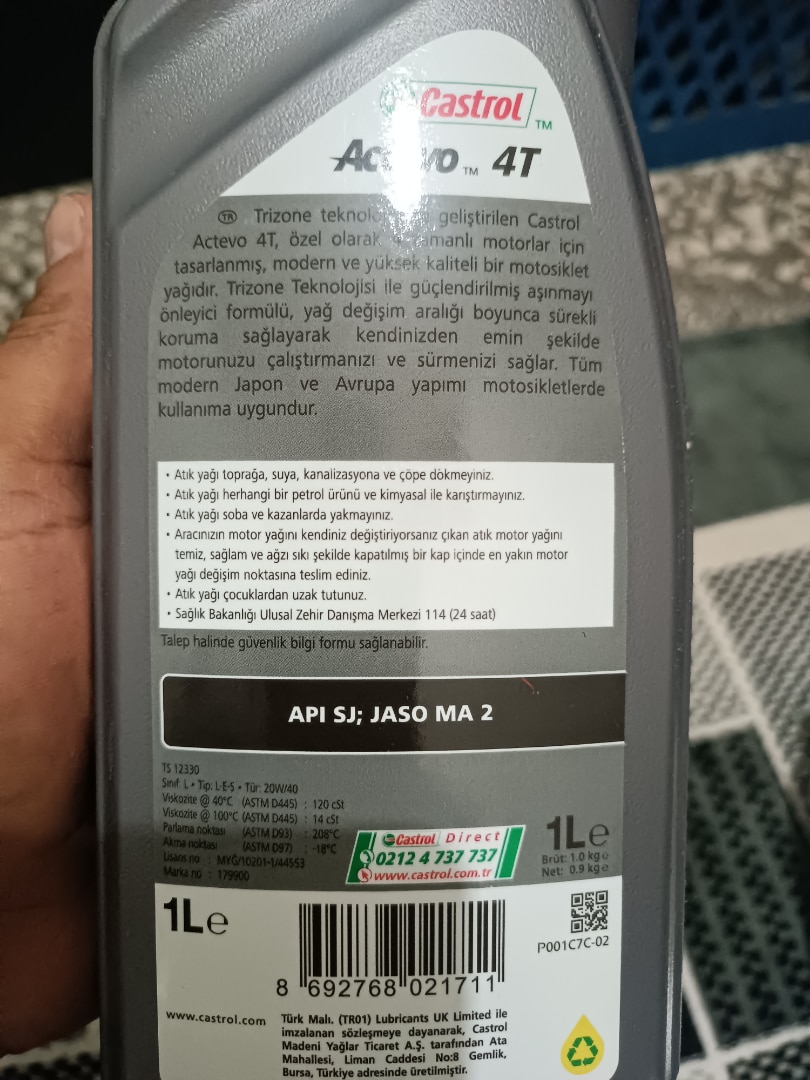 Castrol TM
Actevo TM 4T
TR Trizone geliştirilen Castrol
Actevo 4T, özel olarak motorlar için
tasarlanmış, modern ve yüksek kaliteli bir motosiklet
yağıdır. Trizone Teknolojisi ile güçlendirilmiş aşınmayı
önleyici formülü, yağ değişim aralığı boyunca sürekli
koruma sağlayarak kendinizden emin şekilde
motorunuzu çalıştırmanızı ve sürmenizi sağlar. Tüm
modern Japon ve Avrupa yapımı motosikletlerde
kullanıma uygundur.
• Atık yağı toprağa, suya, kanalizasyona ve çöpe dökmeyiniz.
• Atık yağı herhangi bir petrol ürünü ve kimyasal ile karıştırmayınız.
• Atık yağı soba ve kazanlarda yakmayınız.
• Aracınızın motor yağını kendiniz değiştiriyorsanız çıkan atık motor yağını
temiz, sağlam ve ağzı sıkı şekilde kapatılmış bir kap içinde en yakın motor
yağı değişim noktasına teslim ediniz.
• Atık yağı çocuklardan uzak tutunuz.
• Sağlık Bakanlığı Ulusal Zehir Danışma Merkezi 114 (24 saat)
Talep halinde güvenlik bilgi formu sağlanabilir.
API SJ; JASO MA 2
TS 12330
Sınıf: L • Tip: L-E-S • Tür: 20W/40
Viskozite @ 40°C (ASTM D445) : 120 cSt
Viskozite @ 100°C (ASTM D445) : 14 cSt
Parlama noktası (ASTM D93) : 208°C
Akma noktası (ASTM D97) : -18°C
Lisans no : MYĞ/10201-1/44553
Marka no : 179900
Castrol Direct
0212 4 737 737
www.castrol.com.tr
1Le
Brüt: 1.0 kg e
Net: 0.9 kg e
1Le
P001C7C-02
8 692768 021711
www.castrol.com
Türk Malı. (TR01) Lubricants UK Limited ile
imzalanan sözleşmeye dayanarak, Castrol
Madeni Yağlar Ticaret A.Ş. tarafından Ata
Mahallesi, Liman Caddesi No:8 Gemlik,
Bursa, Türkiye adresinde üretilmiştir.